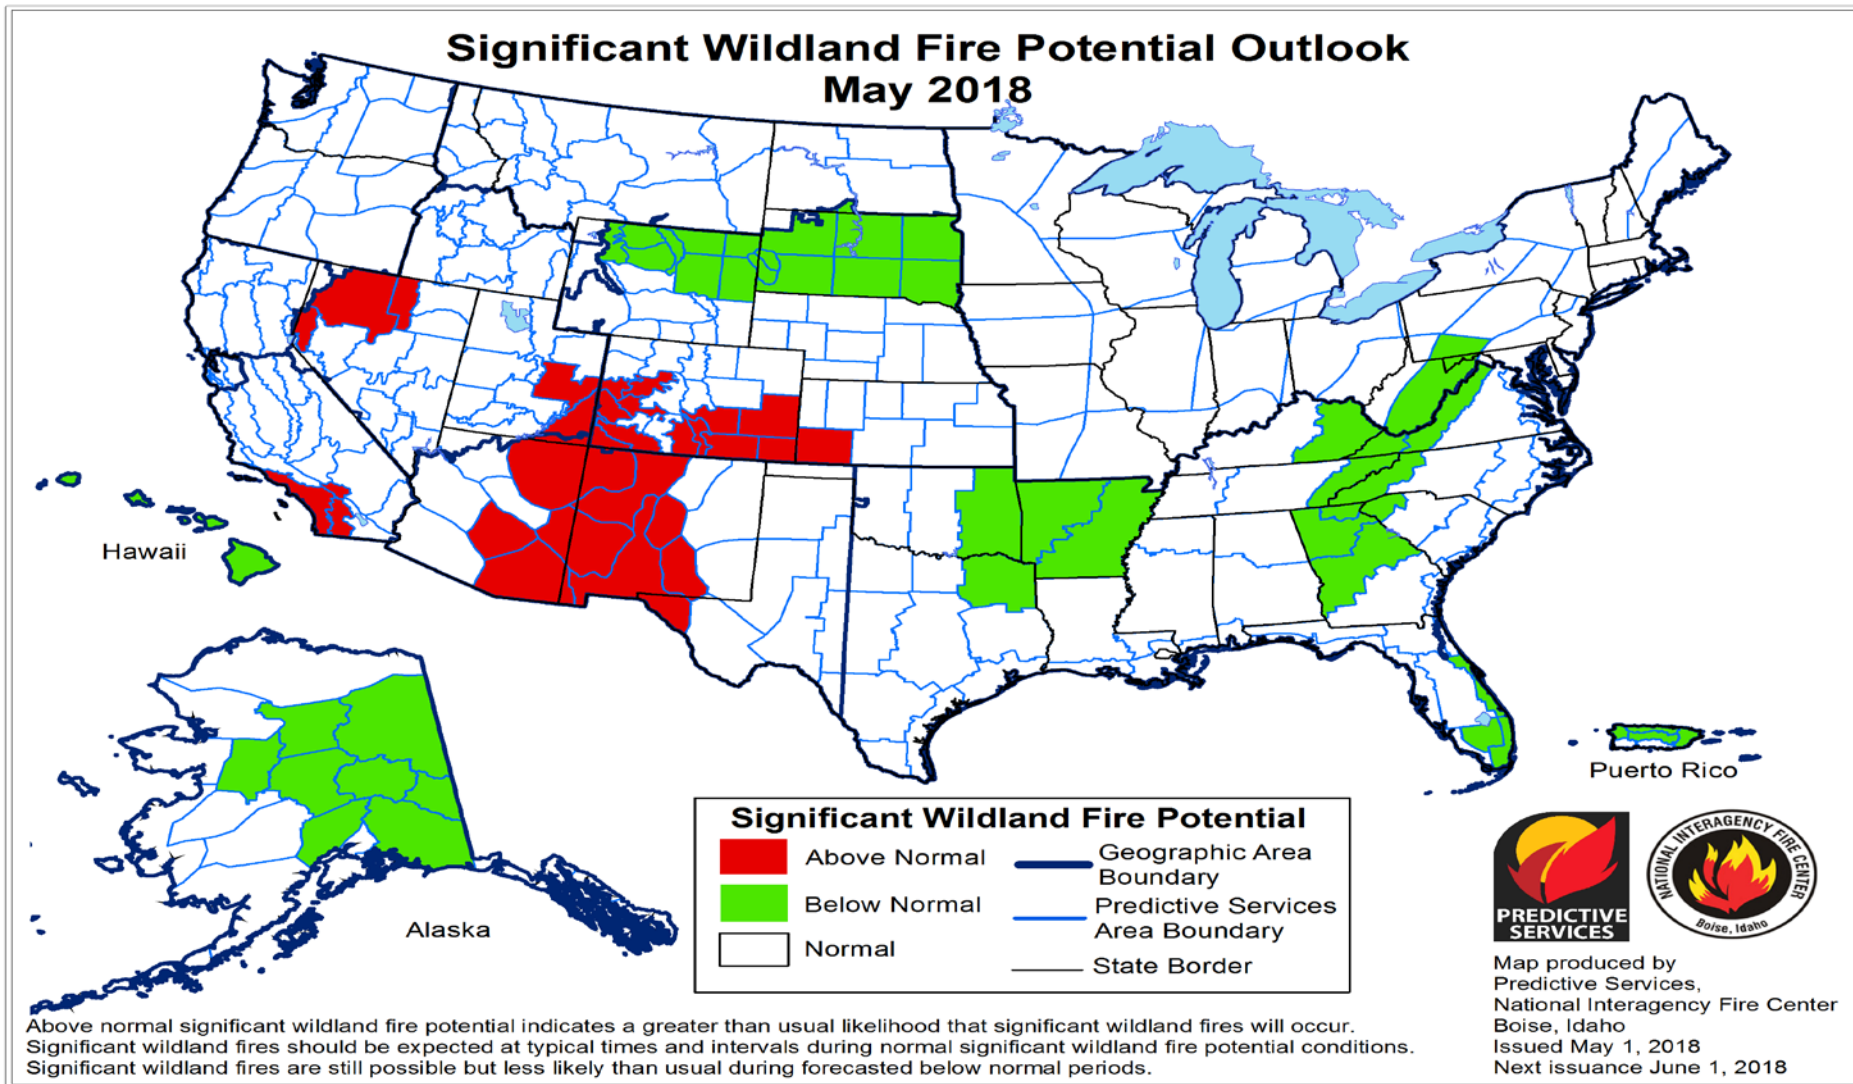 Significant Wildland Fire Potential Outlook
May 2018
Hawaii
Alaska
Puerto Rico
Significant Wildland Fire Potential
Above Normal
Below Normal
Normal
Geographic Area
Boundary
Predictive Services
Area Boundary
State Border
PREDICTIVE
SERVICES
NATIONAL INTERAGENCY FIRE CENTER
Boise, Idaho
Map produced by
Predictive Services,
National Interagency Fire Center
Boise, Idaho
Issued May 1, 2018
Next issuance June 1, 2018
Above normal significant wildland fire potential indicates a greater than usual likelihood that significant wildland fires will occur.
Significant wildland fires should be expected at typical times and intervals during normal significant wildland fire potential conditions.
Significant wildland fires are still possible but less likely than usual during forecasted below normal periods.